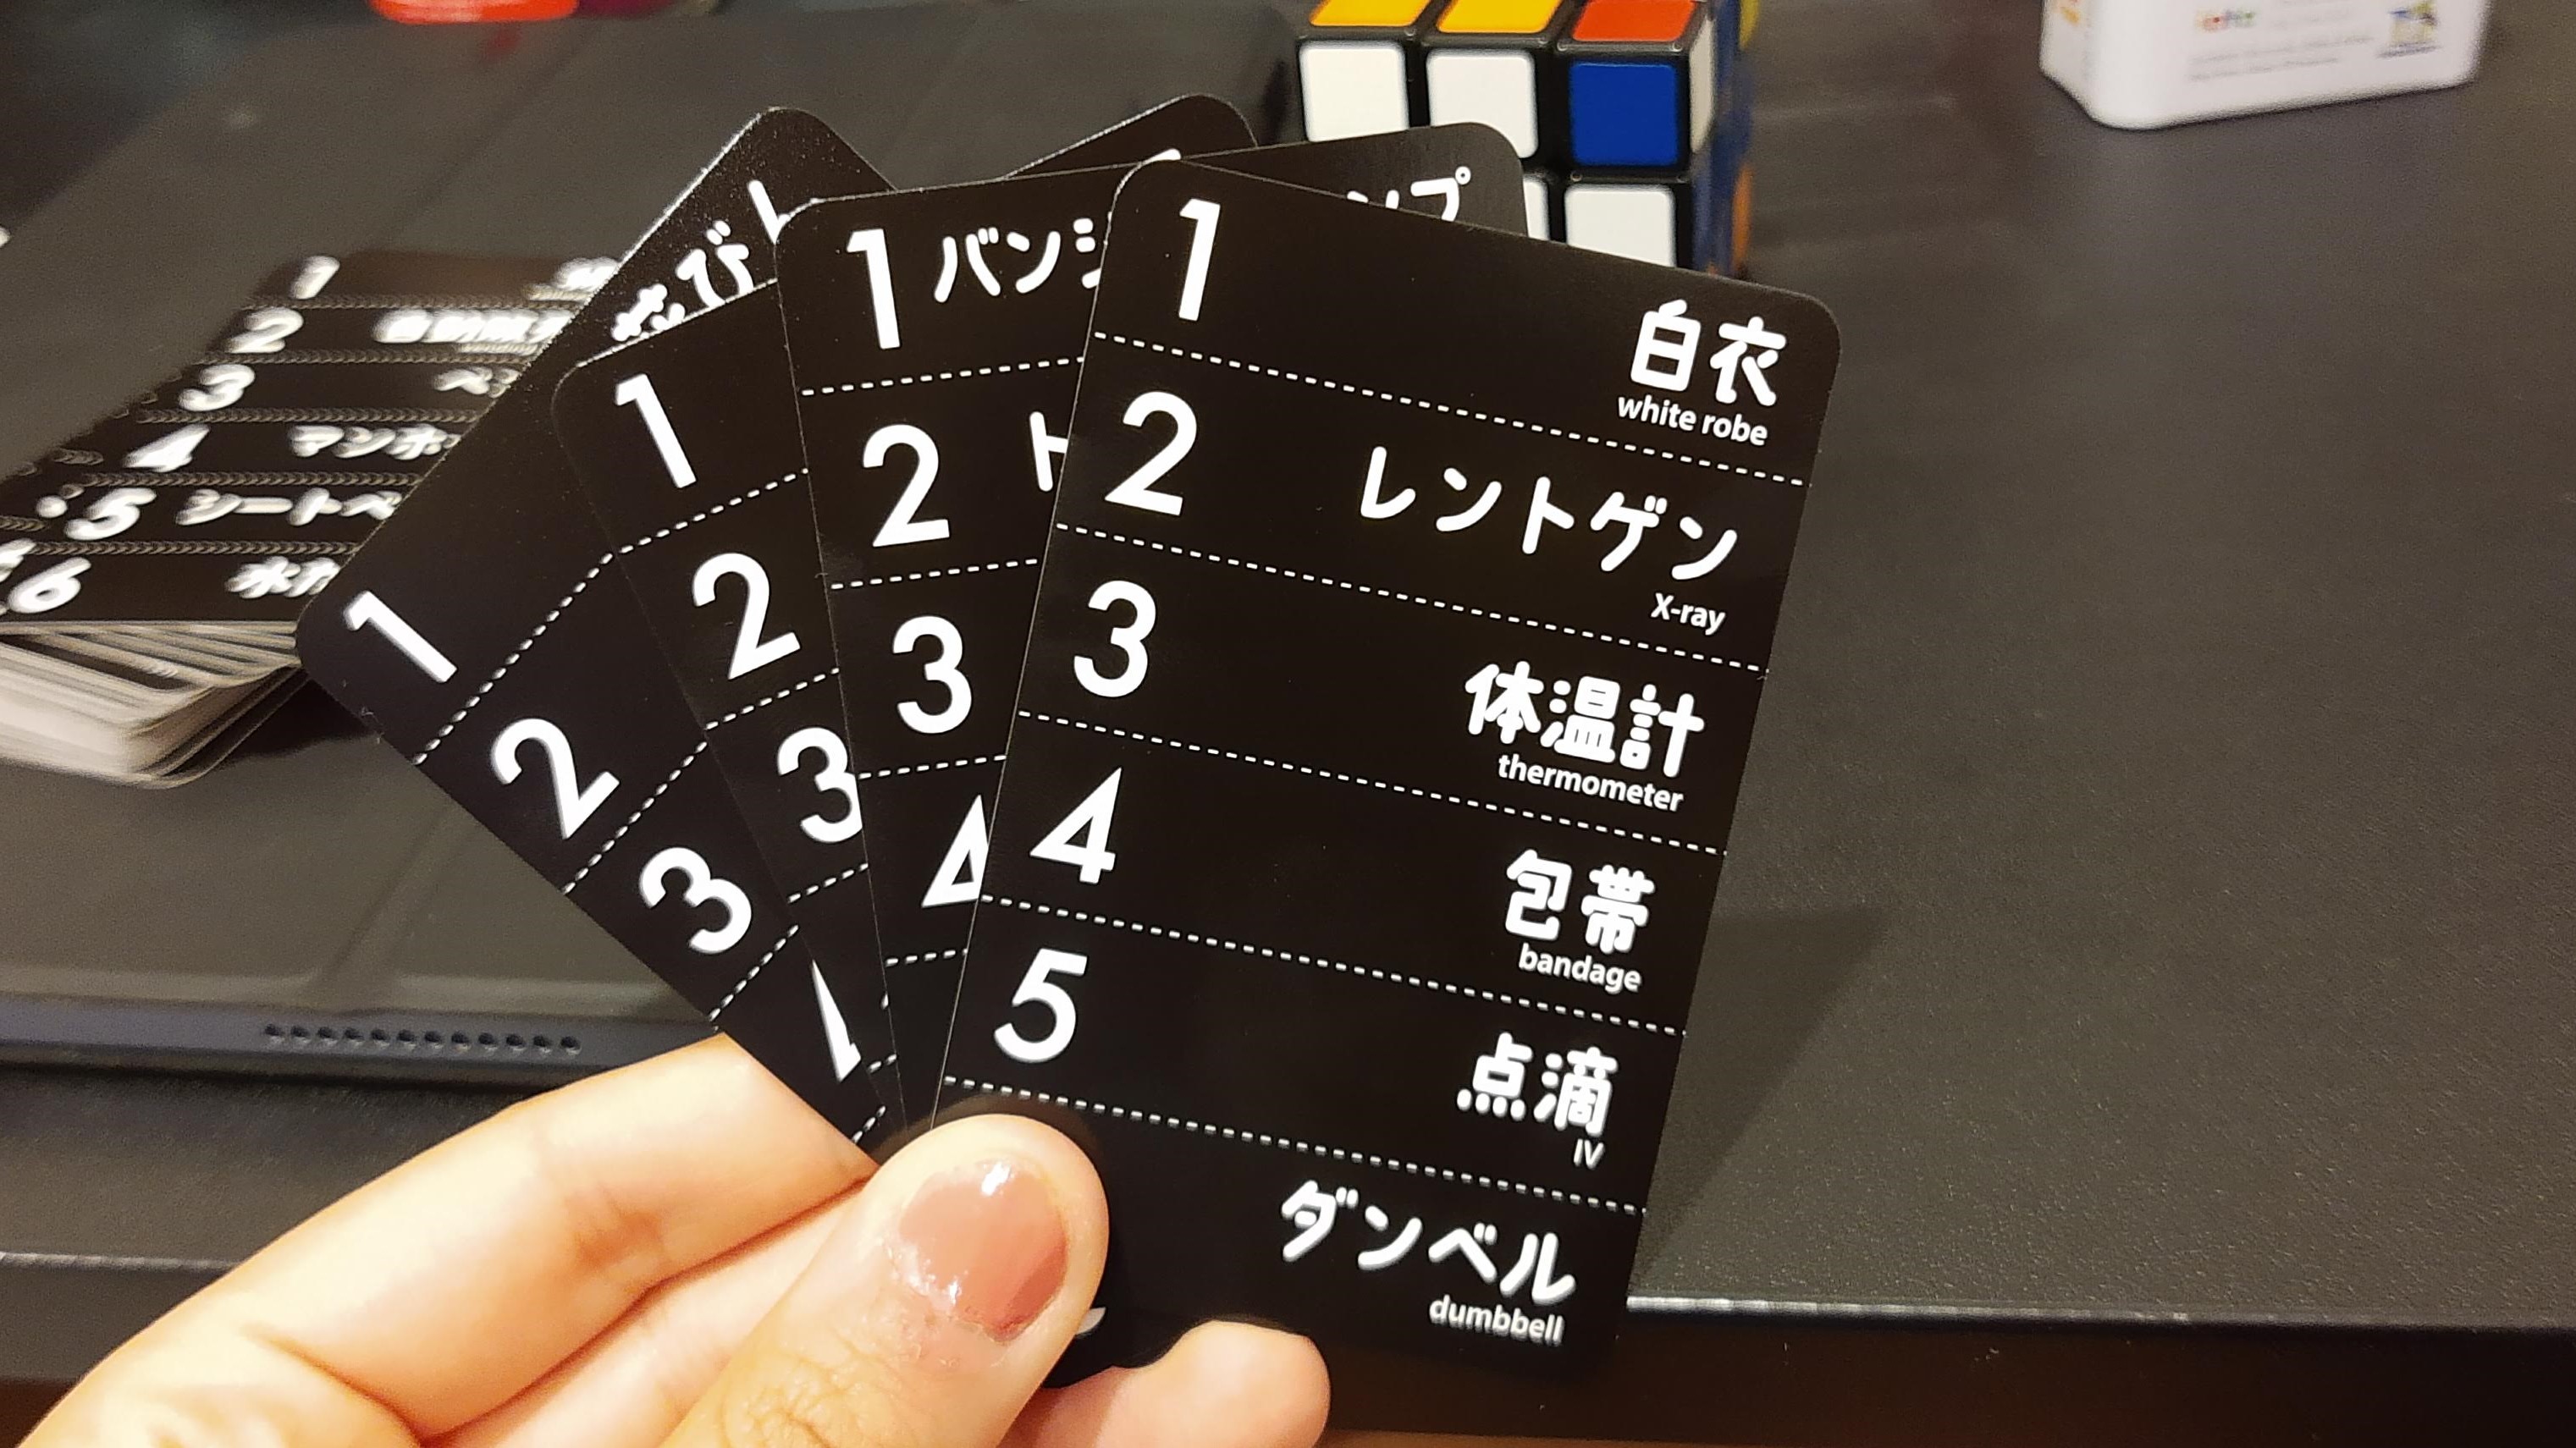 1
白衣
white robe
2
レントゲン
X-ray
3
体温計
thermometer
4
包帯
bandage
5
点滴
IV
ダンベル
dumbbell
1 バンジ
2 ト
3
4
1
2
3
1
2
3
1
2
3
4 マンホ
5 シートベ
6